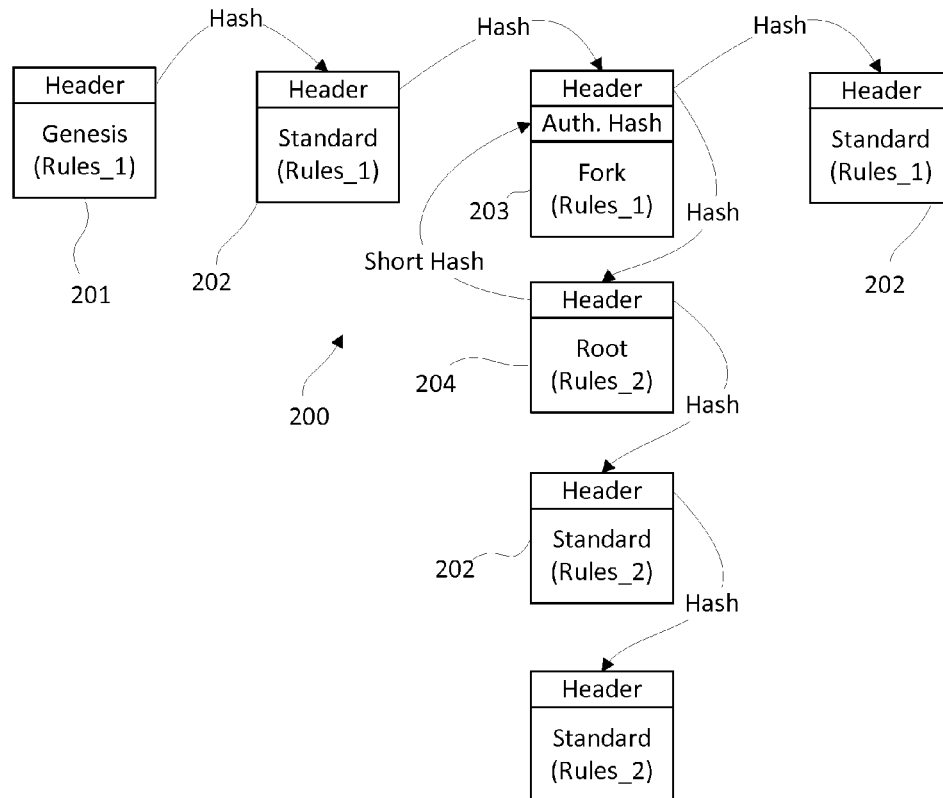 Hash
Hash
Hash
Header
Genesis
(Rules_1)
Header
Standard
(Rules_1)
Header
Auth. Hash
Fork
(Rules_1)
Header
Standard
(Rules_1)
201
202
203
202
Short Hash
Hash
Header
Root
(Rules_2)
200
204
Hash
Header
Standard
(Rules_2)
202
Hash
Header
Standard
(Rules_2)